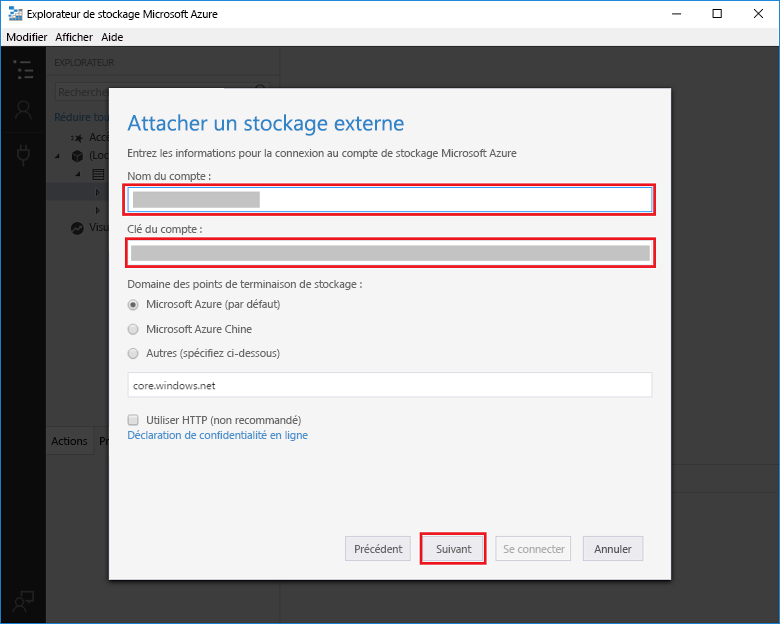 Explorateur de stockage Microsoft Azure
Modifier Afficher Aide
EXPLORATEUR
Recherche
Réduire tou
Accè
(Loc
Visu
Attacher un stockage externe
Entrez les informations pour la connexion au compte de stockage Microsoft Azure
Nom du compte :
Clé du compte :
Domaine des points de terminaison de stockage :
Microsoft Azure (par défaut)
Microsoft Azure Chine
Autres (spécifiez ci-dessous)
core.windows.net
Utiliser HTTP (non recommandé)
Déclaration de confidentialité en ligne
Actions Pr
Précédent Suivant Se connecter Annuler